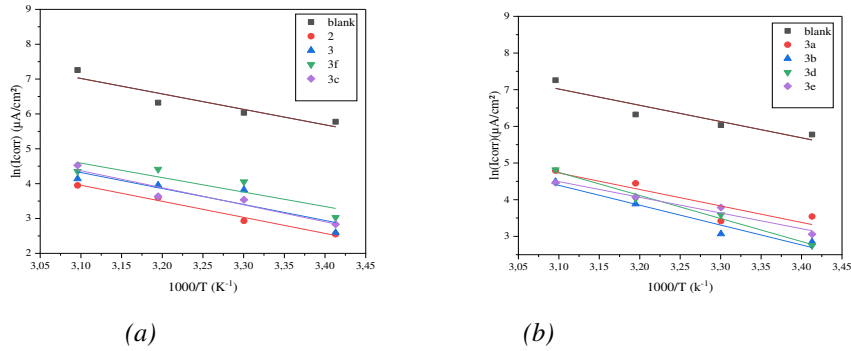 blank
2
3
3f
3c
8
7
6
5
4
3
2
ln(Icorr) (µA/cm²)
3,05 3,10 3,15 3,20 3,25 3,30 3,35 3,40 3,45
1000/T (K⁻¹)
(a)
blank
3a
3b
3d
3e
8
7
6
5
4
3
ln(Icorr)(µA/cm²)
3,05 3,10 3,15 3,20 3,25 3,30 3,35 3,40 3,45
1000/T (k⁻¹)
(b)